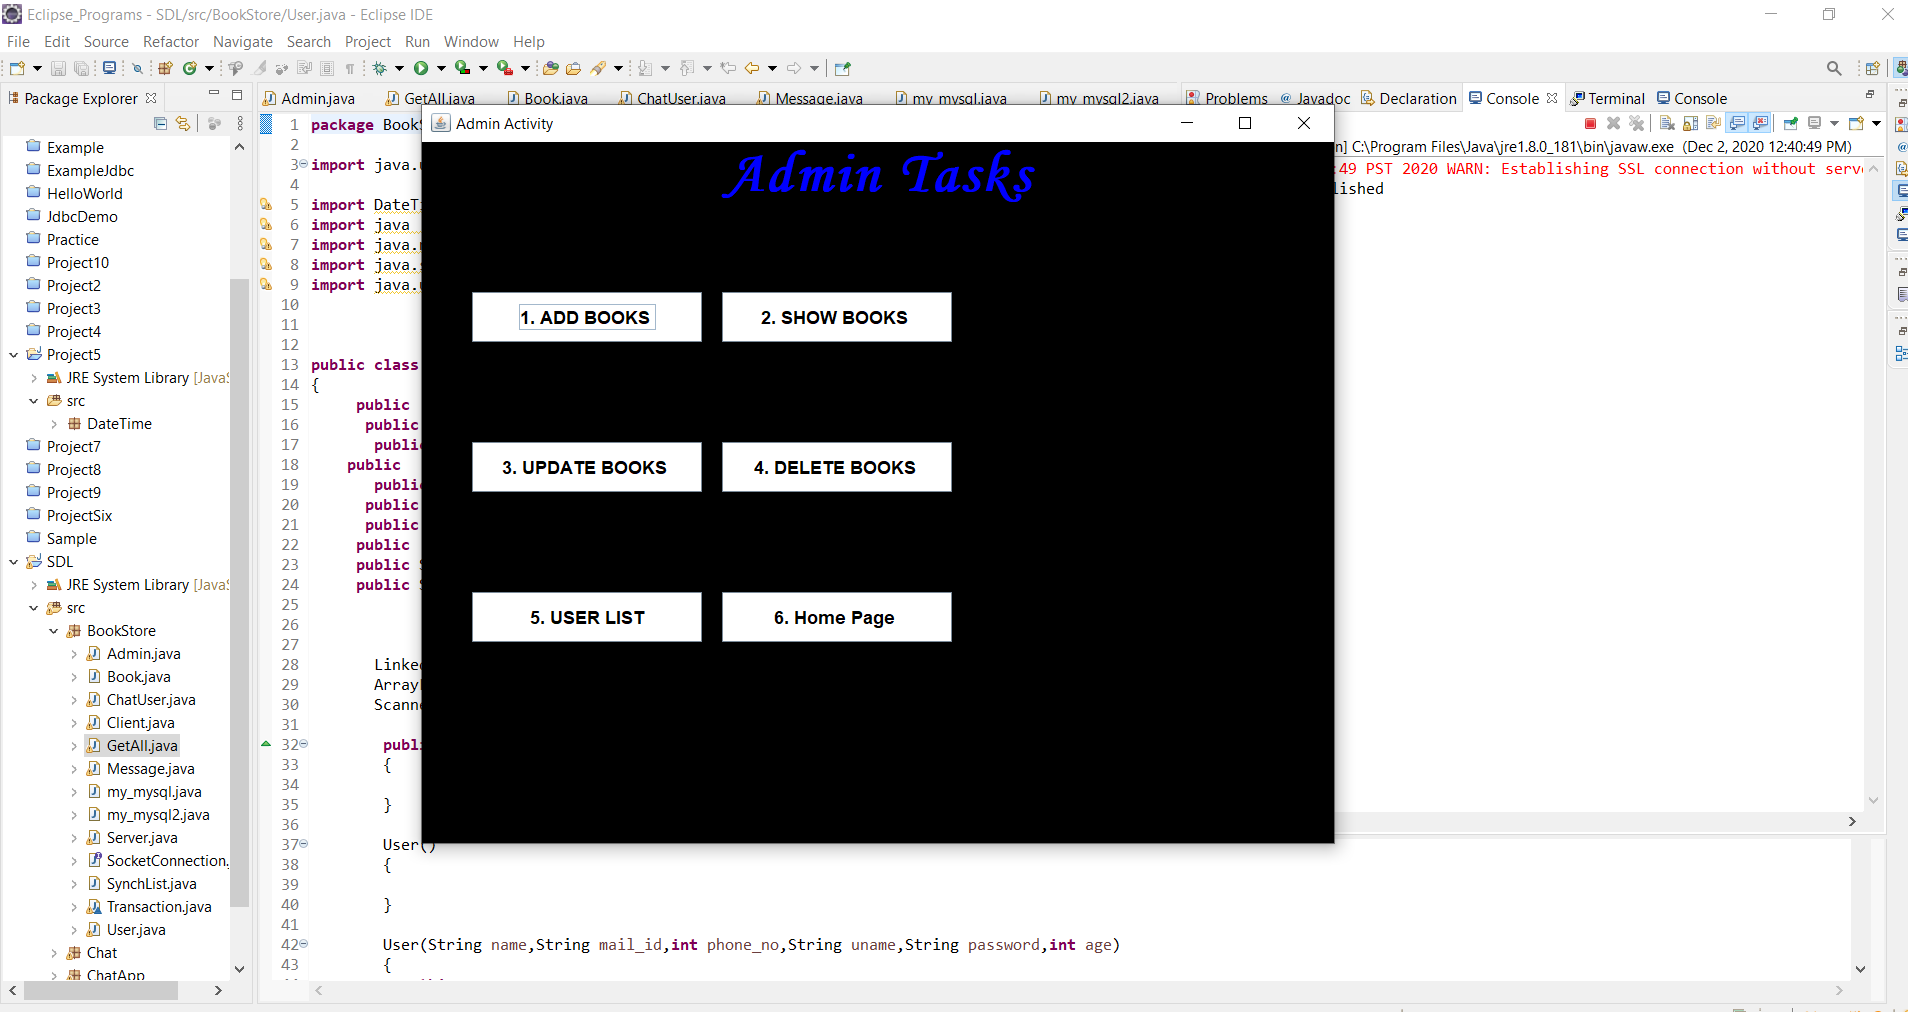 Eclipse_Programs - SDL/src/BookStore/User.java - Eclipse IDE
File Edit Source Refactor Navigate Search Project Run Window Help
Package Explorer
Admin.java GetAll.java Book.java ChatUser.java Message.java my_mysql.java my_mysql2.java
Problems Javadoc Declaration Console Terminal Console
n] C:\Program Files\Java\jre1.8.0_181\bin\javaw.exe (Dec 2, 2020 12:40:49 PM)
:49 PST 2020 WARN: Establishing SSL connection without serve
lished
Example
ExampleJdbc
HelloWorld
JdbcDemo
Practice
Project10
Project2
Project3
Project4
Project5
JRE System Library [JavaS
src
DateTime
Project7
Project8
Project9
ProjectSix
Sample
SDL
JRE System Library [JavaS
src
BookStore
Admin.java
Book.java
ChatUser.java
Client.java
GetAll.java
Message.java
my_mysql.java
my_mysql2.java
Server.java
SocketConnection.
SynchList.java
Transaction.java
User.java
Chat
ChatApp
1 package BookS
2
3 import java.u
4
5 import DateT
6 import java
7 import java.
8 import java.
9 import java.u
10
11
12
13 public class
14 {
15 public
16 public
17 public
18 public
19 public
20 public
21 public
22 public
23 public S
24 public S
25
26
27
28 Linke
29 Array
30 Scanne
31
32 publi
33 {
34
35 }
36
37 User()
38 {
39
40 }
41
42 User(String name,String mail_id,int phone_no,String uname,String password,int age)
43 {
Admin Activity
Admin Tasks
1. ADD BOOKS
2. SHOW BOOKS
3. UPDATE BOOKS
4. DELETE BOOKS
5. USER LIST
6. Home Page